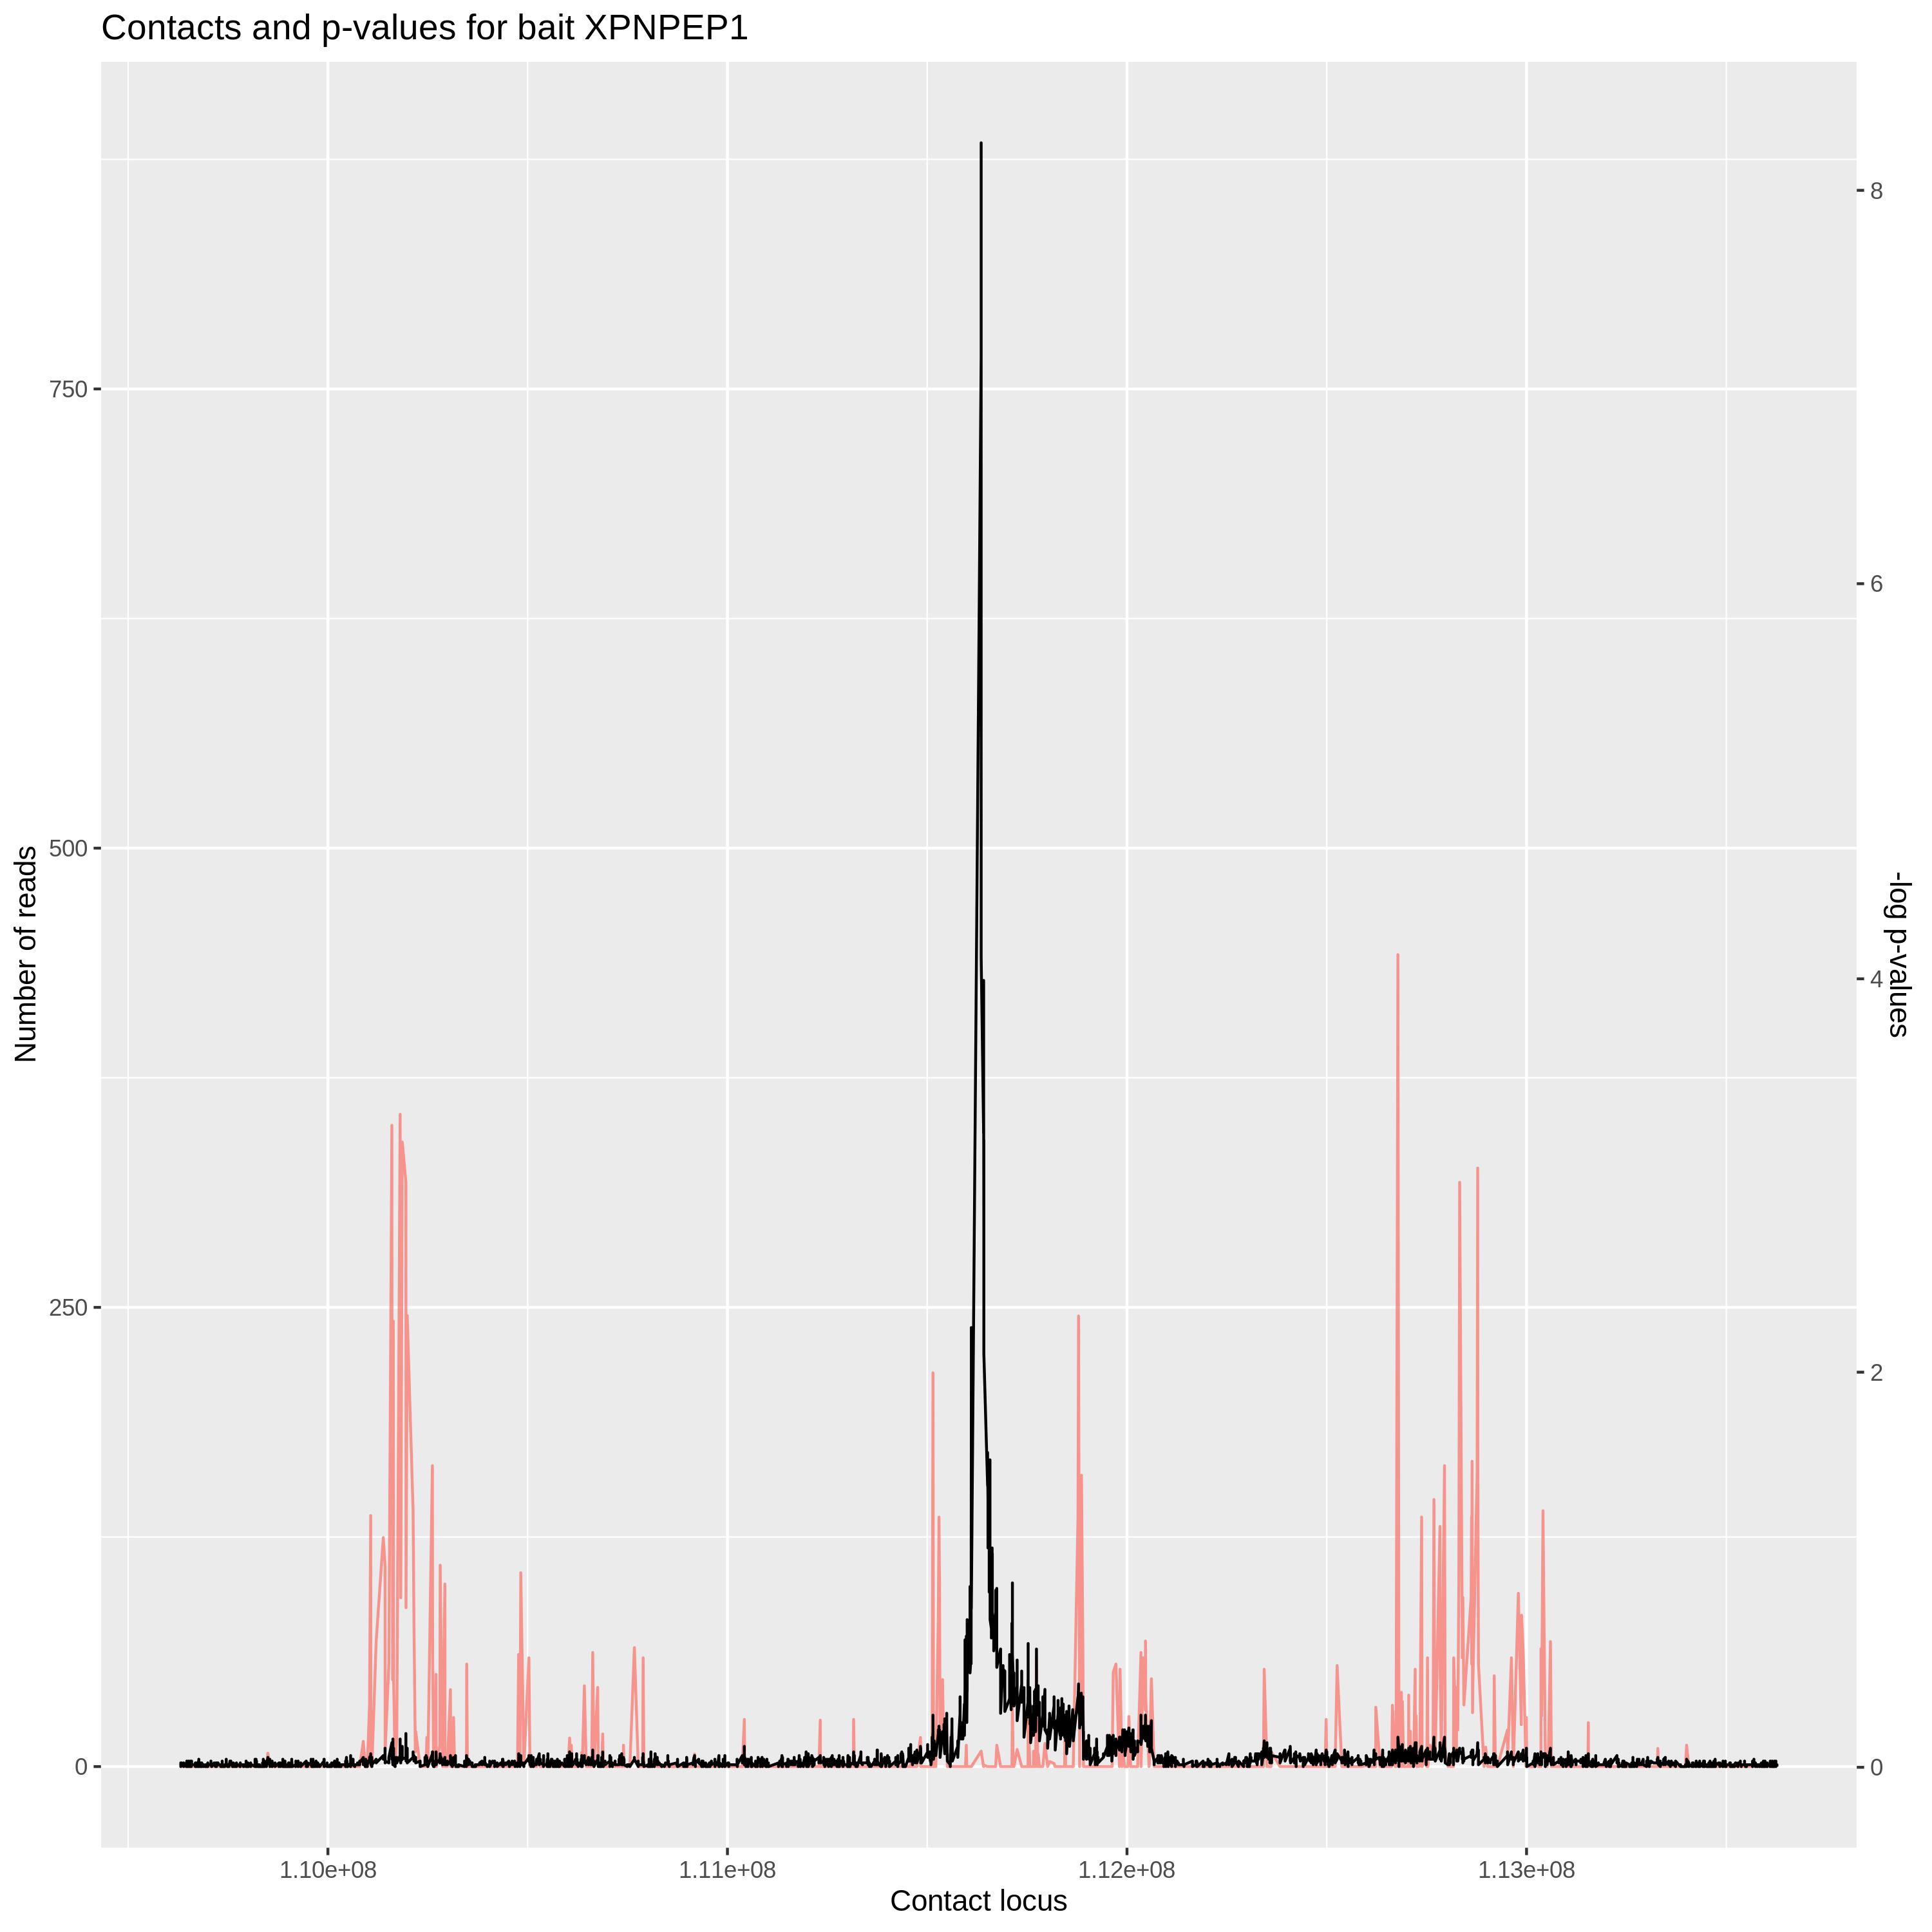 Contacts and p-values for bait XPNPEP1
Number of reads
750
500
250
0
8
6
4
2
0
-log p-values
1.10e+08
1.11e+08
1.12e+08
1.13e+08
Contact locus